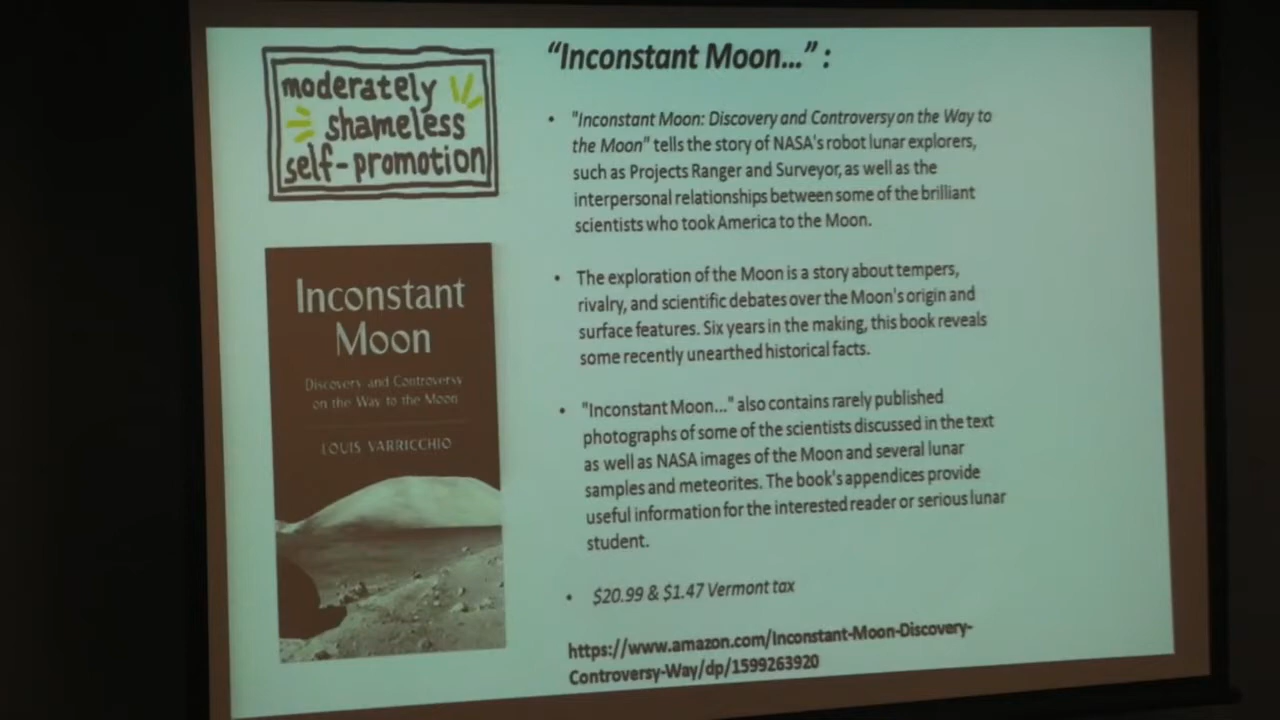 moderately
shameless
self-promotion
Inconstant
Moon
Discovery and Controversy
on the Way to the Moon
LOUIS VARRICCHIO
“Inconstant Moon…” :
• "Inconstant Moon: Discovery and Controversy on the Way to
the Moon" tells the story of NASA's robot lunar explorers,
such as Projects Ranger and Surveyor, as well as the
interpersonal relationships between some of the brilliant
scientists who took America to the Moon.
• The exploration of the Moon is a story about tempers,
rivalry, and scientific debates over the Moon's origin and
surface features. Six years in the making, this book reveals
some recently unearthed historical facts.
• "Inconstant Moon…" also contains rarely published
photographs of some of the scientists discussed in the text
as well as NASA images of the Moon and several lunar
samples and meteorites. The book's appendices provide
useful information for the interested reader or serious lunar
student.
• $20.99 & $1.47 Vermont tax
https://www.amazon.com/Inconstant-Moon-Discovery-
Controversy-Way/dp/1599263920